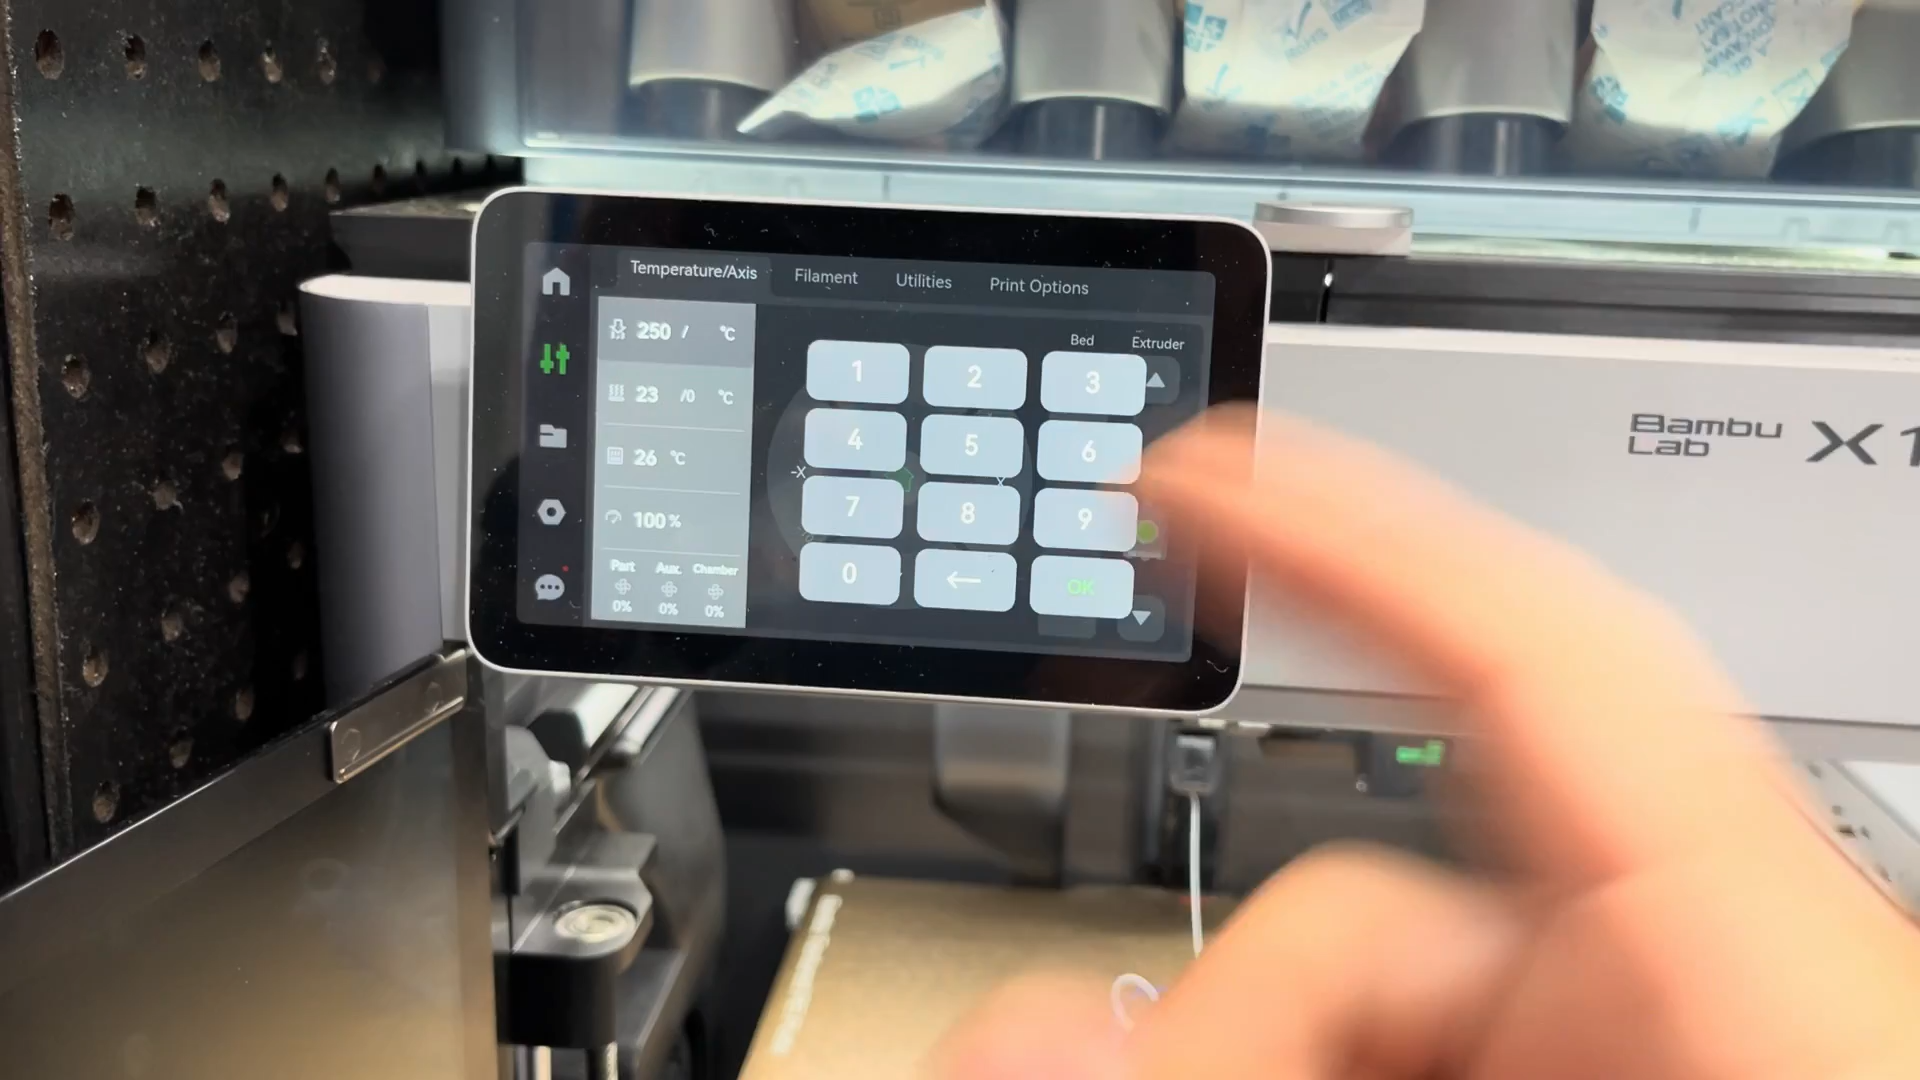 Temperature/Axis Filament Utilities Print Options
250 / °C
23 /0 °C
26 °C
100%
Part Aux. Chamber
0% 0% 0%
Bed Extruder
1 2 3
4 5 6
-X X
7 8 9
0 ← OK
Bambu
Lab X1